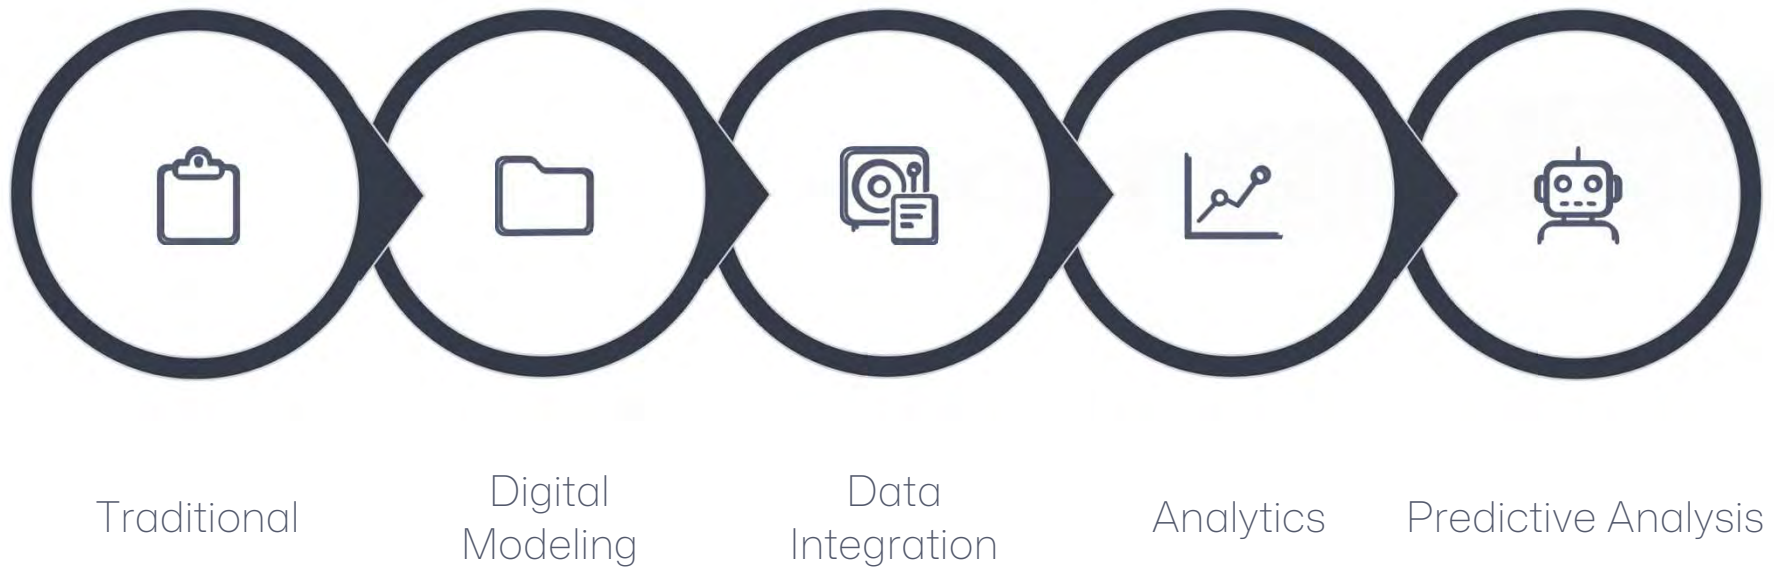 Traditional
Digital
Modeling
Data
Integration
Analytics
Predictive Analysis